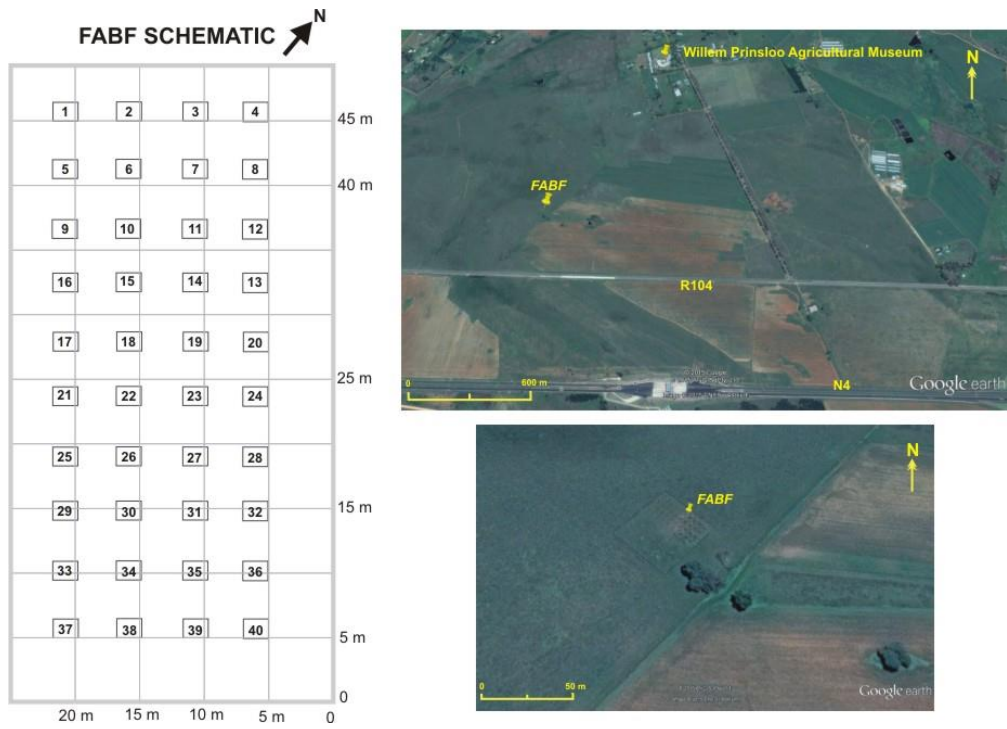 FABF SCHEMATIC
N
1 2 3 4
45 m
5 6 7 8
40 m
9 10 11 12
16 15 14 13
17 18 19 20
25 m
21 22 23 24
25 26 27 28
15 m
29 30 31 32
33 34 35 36
37 38 39 40
5 m
0
20 m 15 m 10 m 5 m 0
Willem Prinsloo Agricultural Museum
N
FABF
R104
0 600 m
N4
Google earth
N
FABF
0 50 m
Google earth